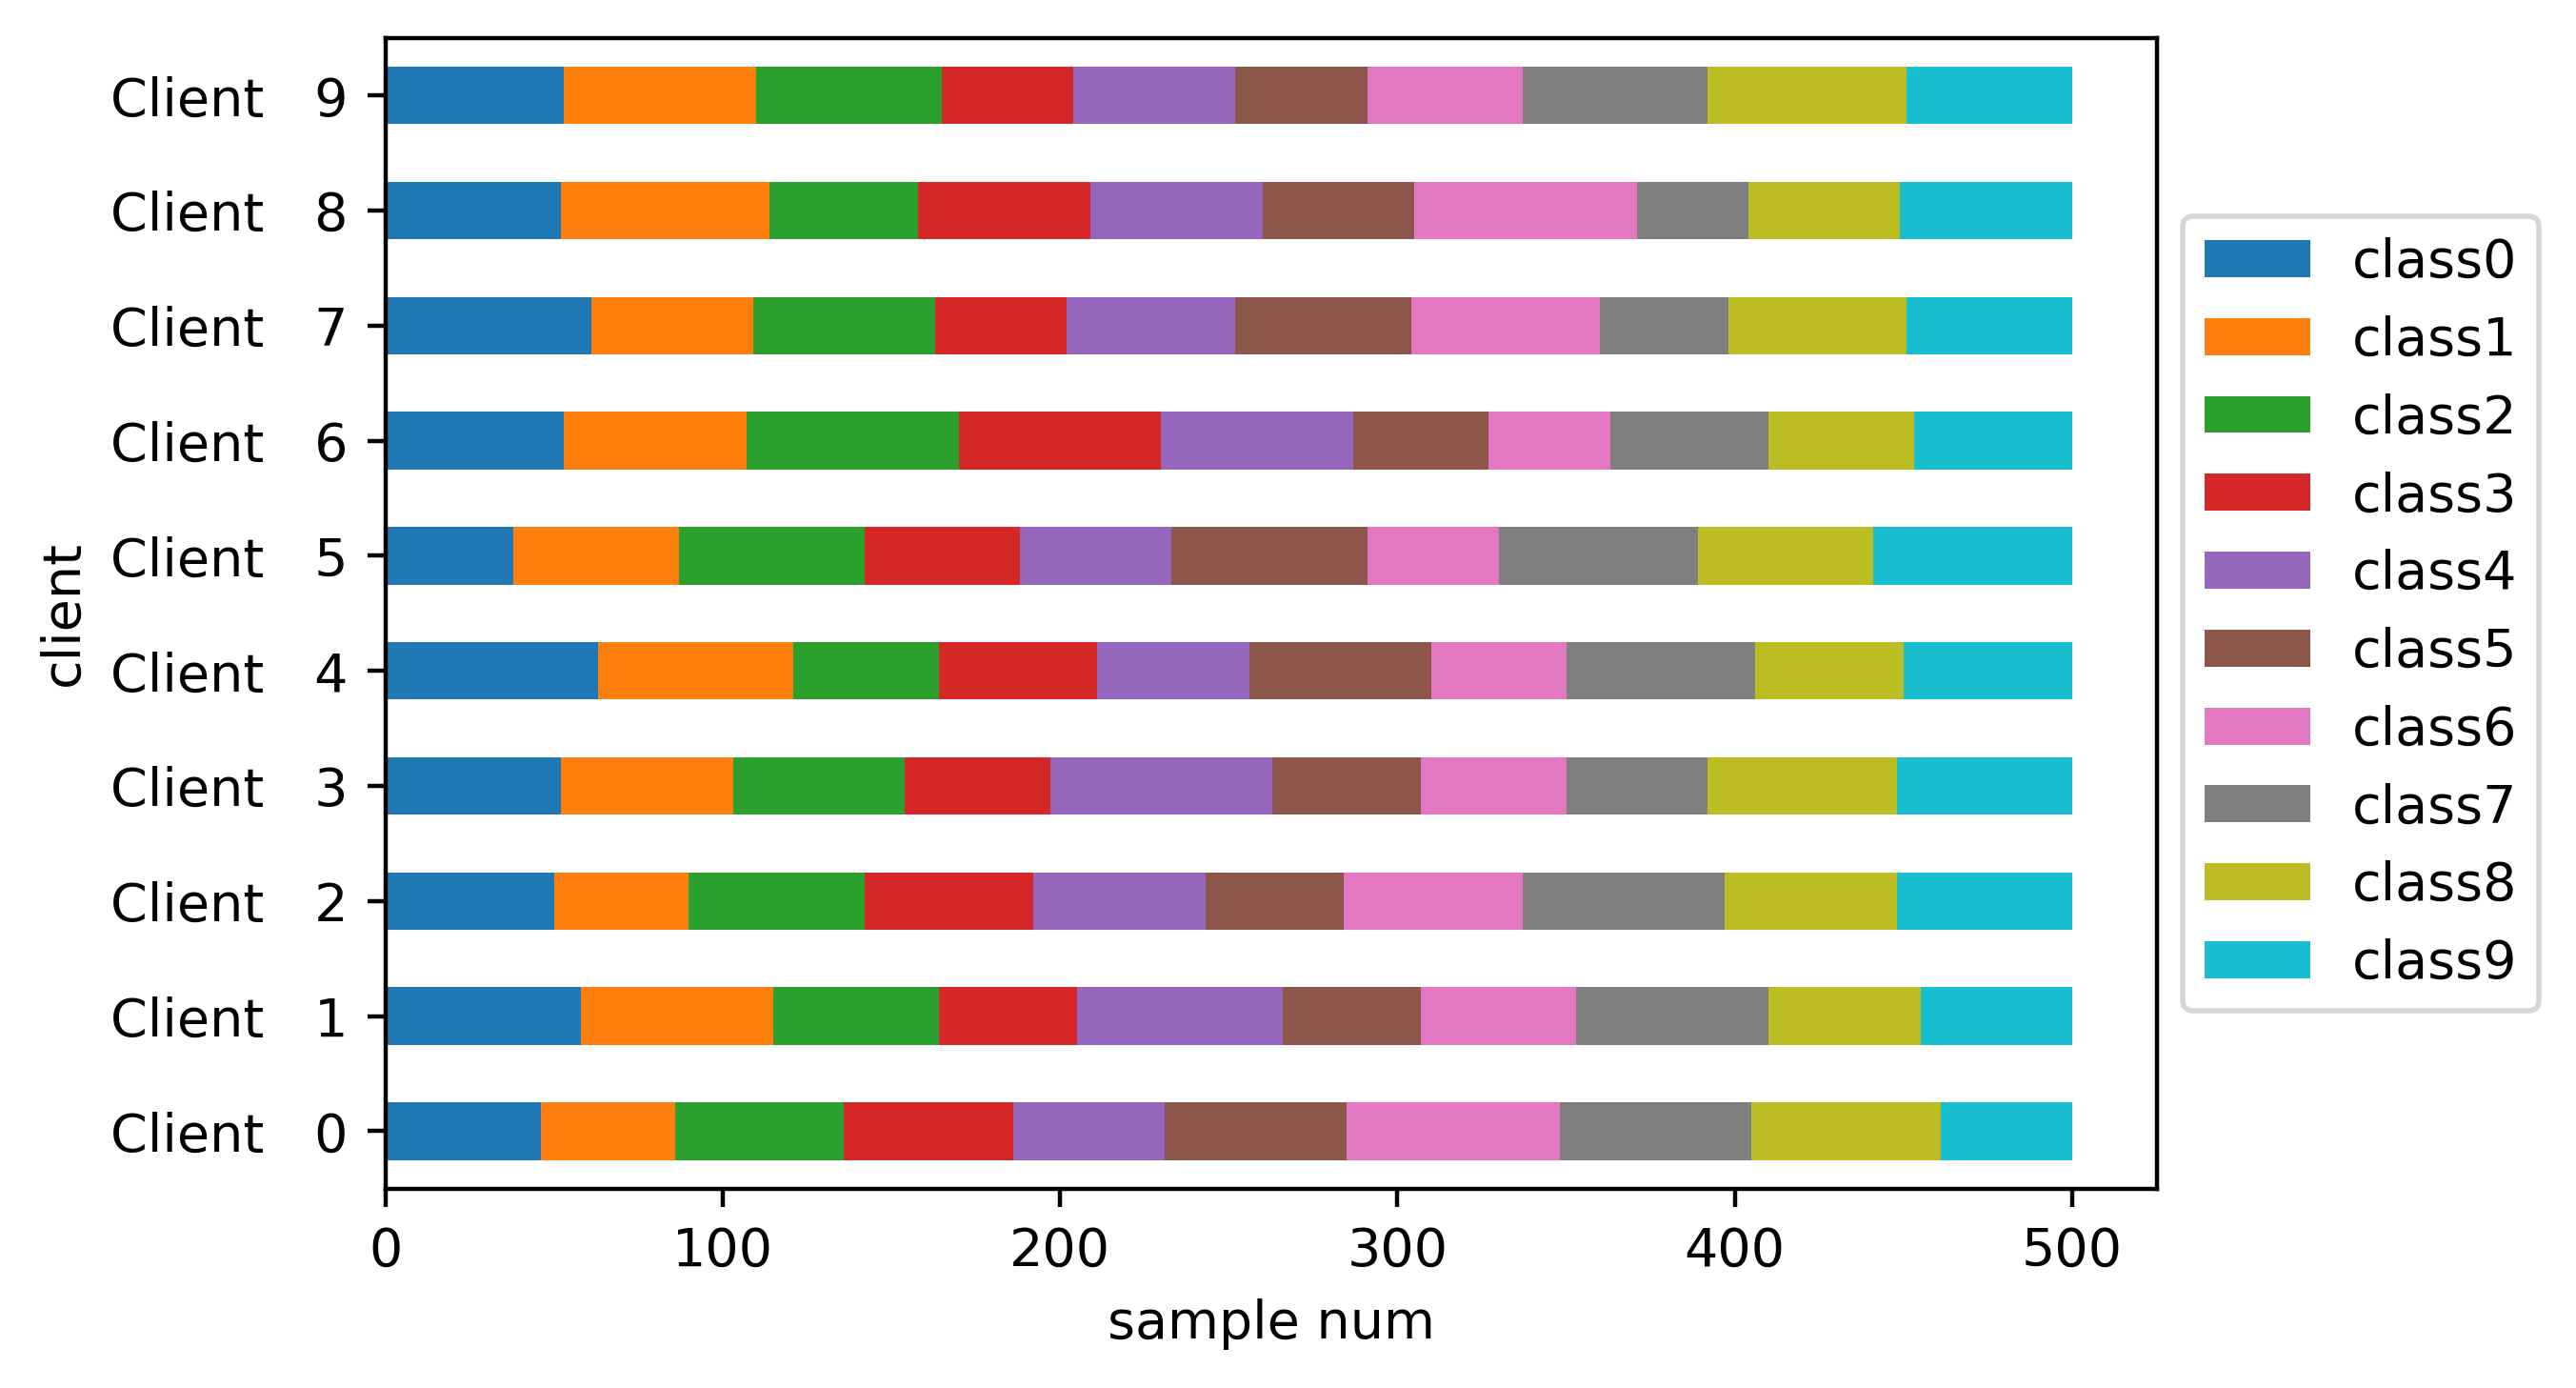 client
Client 9
Client 8
Client 7
Client 6
Client 5
Client 4
Client 3
Client 2
Client 1
Client 0
0 100 200 300 400 500
sample num
class0
class1
class2
class3
class4
class5
class6
class7
class8
class9